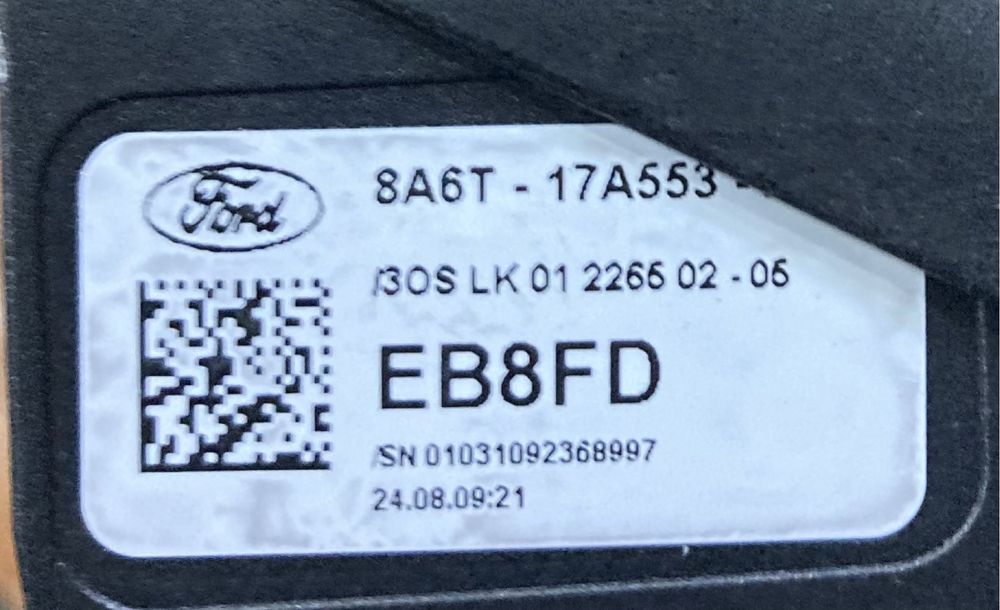 Ford
8A6T - 17A553 -
/3OS LK 01 2266 02 - 05
EB8FD
/SN 01031092368997
24.08.09:21